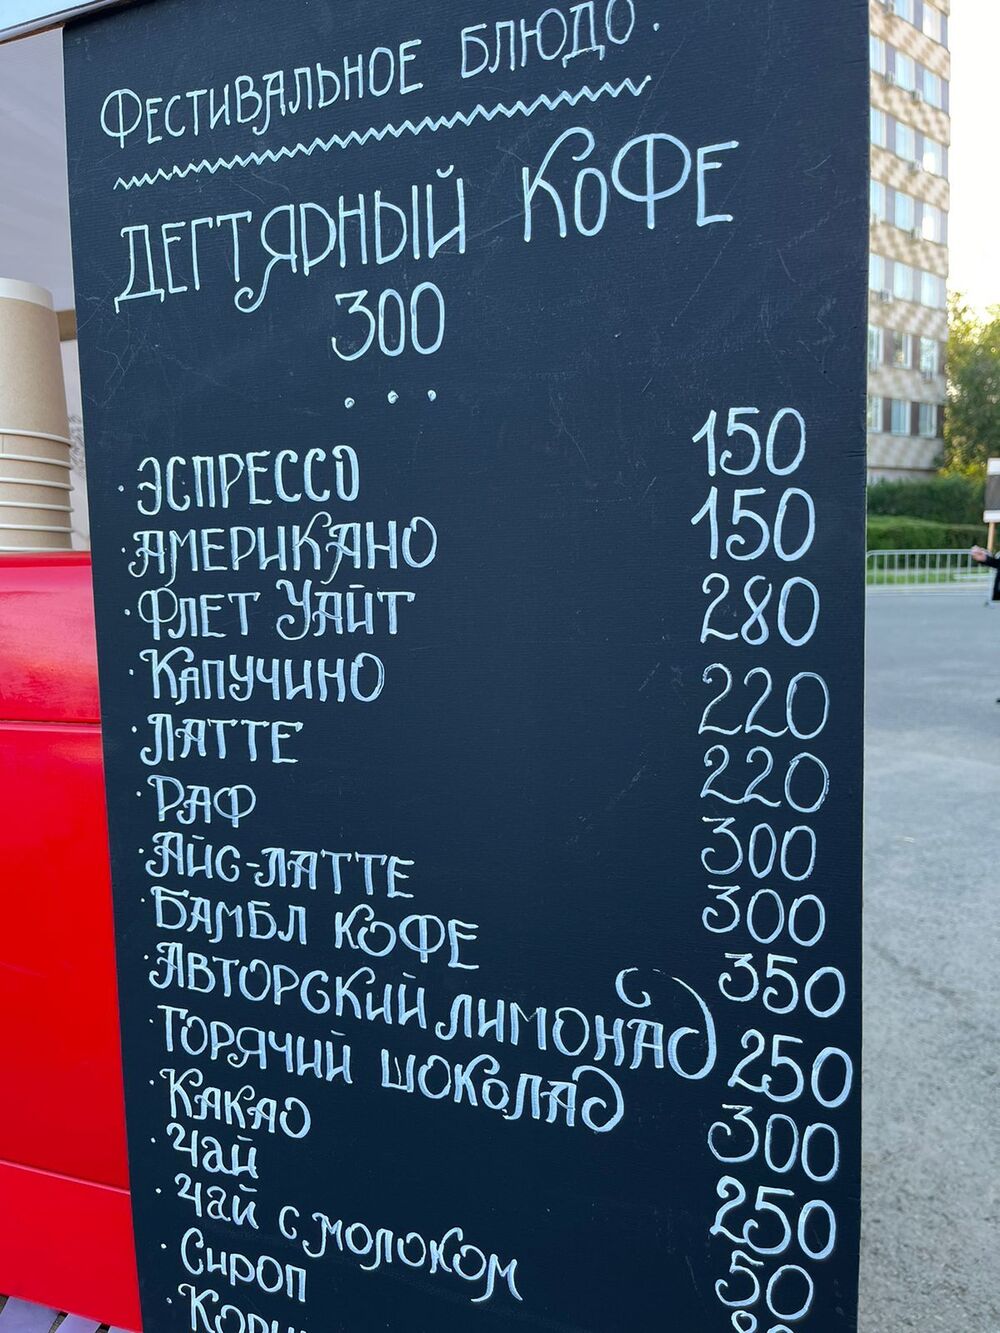 Фестивальное блюдо.
Дегтярный кофе
300
...
· Эспрессо 150
· Американо 150
· Флет Уайт 280
· Капучино 220
· Латте 220
· Раф 300
· Айс-латте 300
· Бамбл кофе 350
· Авторский лимонад 250
· Горячий шоколад 300
· Какао 250
· Чай 50
· Чай с молоком
· Сироп